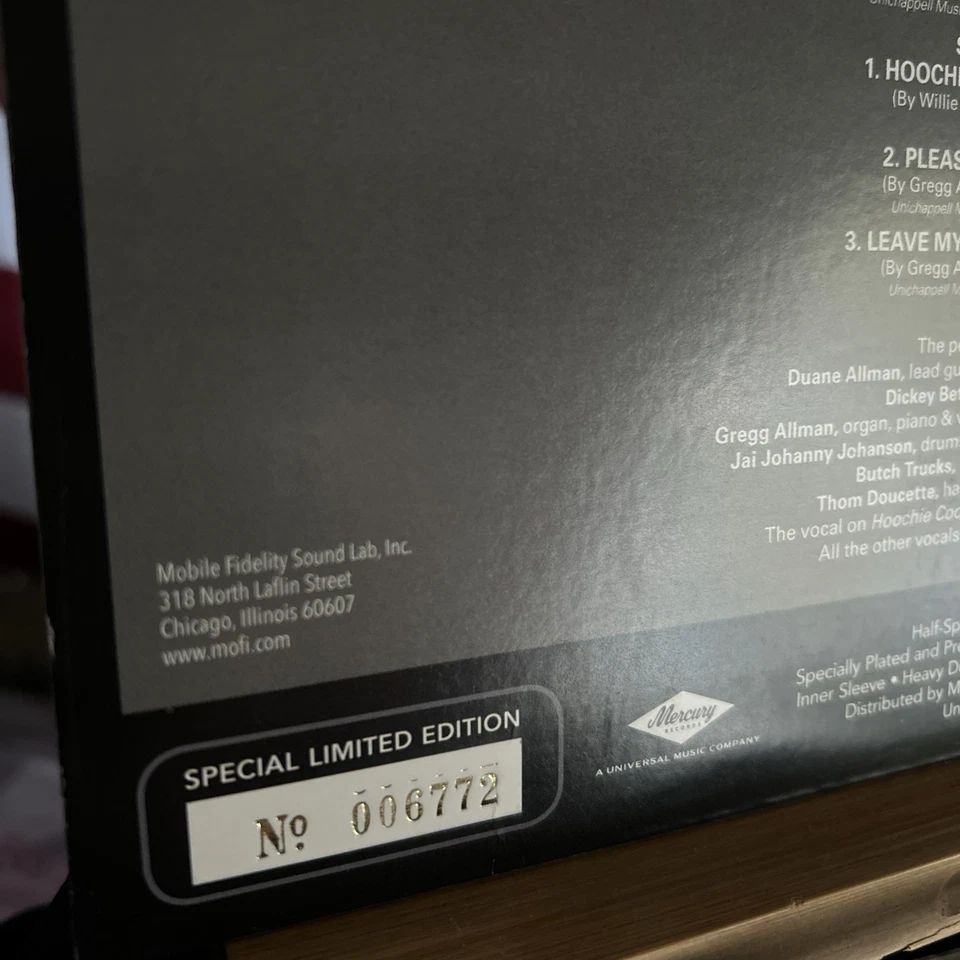 Unichappell Mus
S
1. HOOCHI
(By Willie
2. PLEAS
(By Gregg A
Unichappell M
3. LEAVE MY
(By Gregg A
Unichappell M
The pe
Duane Allman, lead gu
Dickey Bet
Gregg Allman, organ, piano & v
Jai Johanny Johanson, drum
Butch Trucks,
Thom Doucette, ha
The vocal on Hoochie Coo
All the other vocals
Mobile Fidelity Sound Lab, Inc.
318 North Laflin Street
Chicago, Illinois 60607
www.mofi.com
Half-Sp
Specially Plated and Pre
Inner Sleeve • Heavy D
Distributed by M
Un
Mercury
RECORDS
A UNIVERSAL MUSIC COMPANY
SPECIAL LIMITED EDITION
Nº 006772